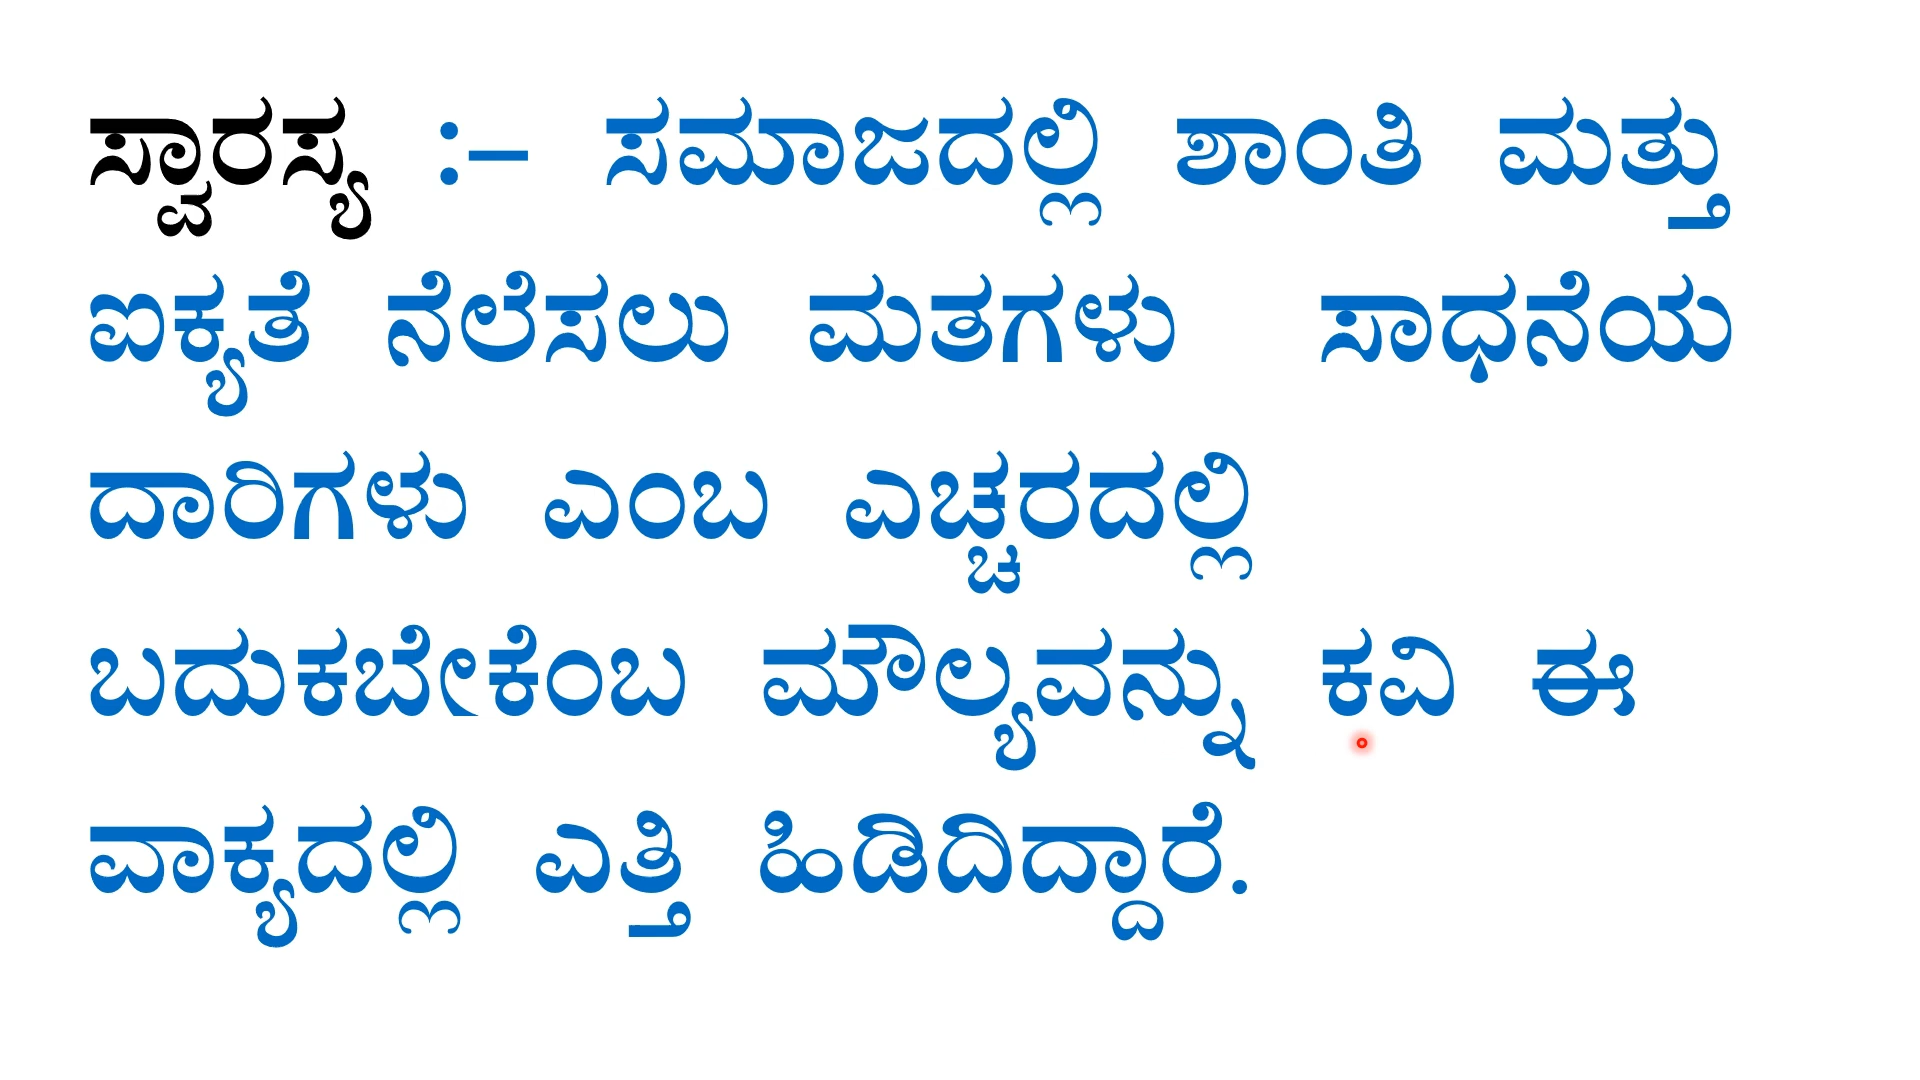 ಸ್ವಾರಸ್ಯ :– ಸಮಾಜದಲ್ಲಿ ಶಾಂತಿ ಮತ್ತು
ಐಕ್ಯತೆ ನೆಲೆಸಲು ಮತಗಳು ಸಾಧನೆಯ
ದಾರಿಗಳು ಎಂಬ ಎಚ್ಚರದಲ್ಲಿ
ಬದುಕಬೇಕೆಂಬ ಮೌಲ್ಯವನ್ನು ಕವಿ ಈ
ವಾಕ್ಯದಲ್ಲಿ ಎತ್ತಿ ಹಿಡಿದಿದ್ದಾರೆ.